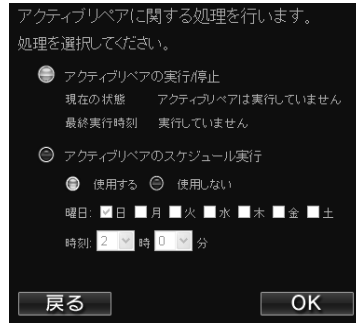 アクティブリペアに関する処理を行います。
処理を選択してください。
アクティブリペアの実行/停止
現在の状態 アクティブリペアは実行していません
最終実行時刻 実行していません
アクティブリペアのスケジュール実行
使用する 使用しない
曜日: 日 月 火 水 木 金 土
時刻: 2 時 0 分
戻る OK